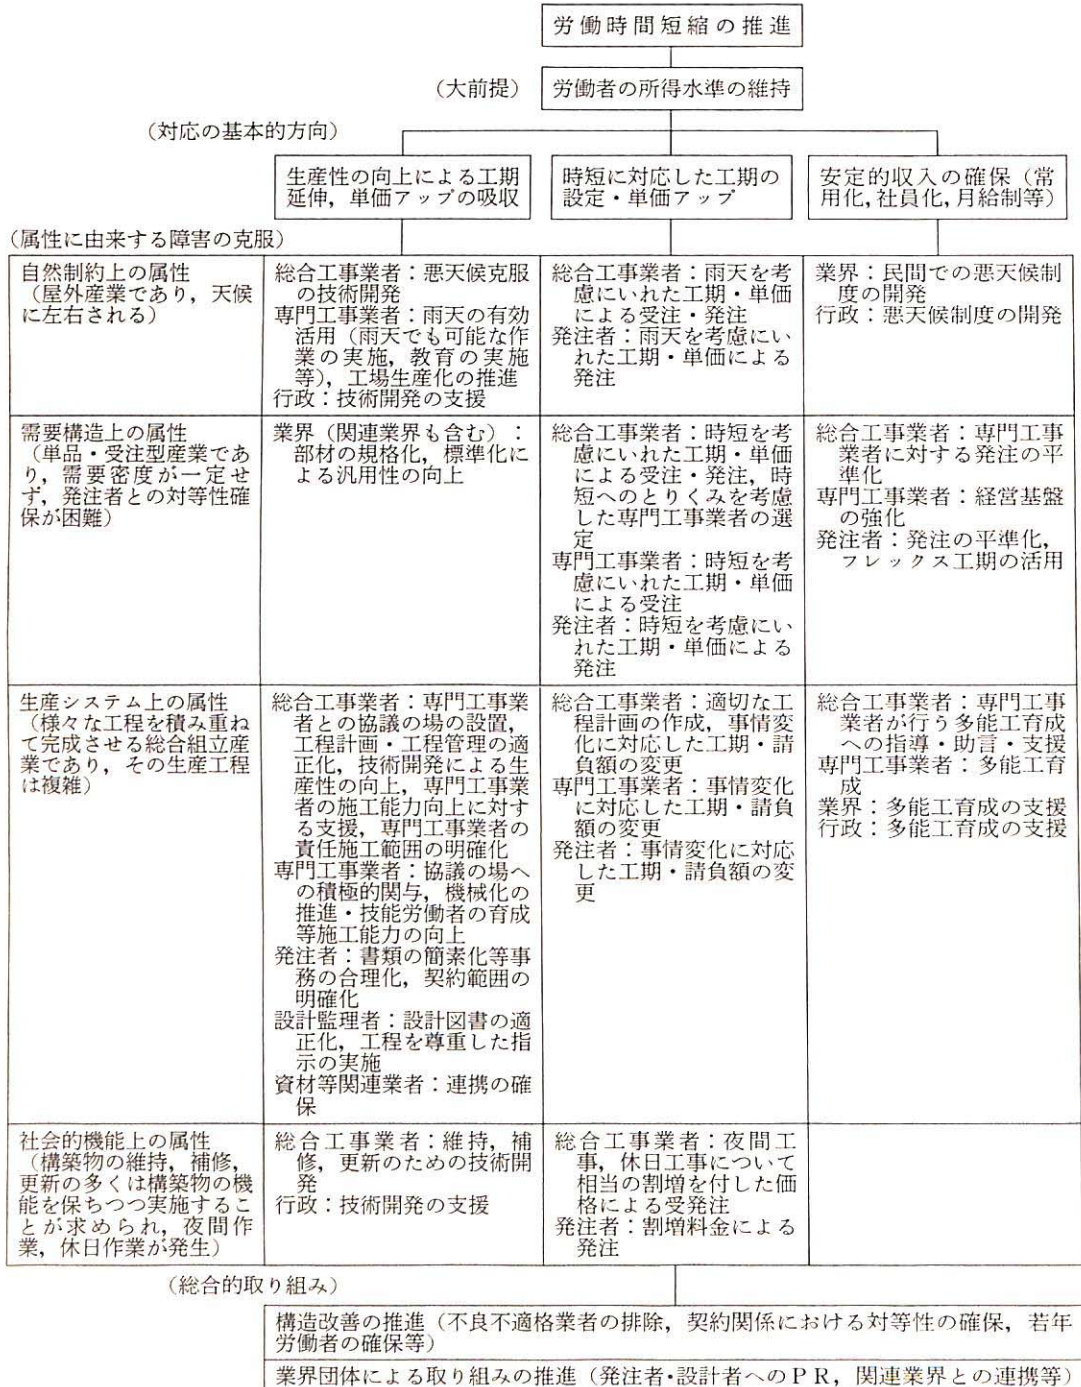 労働時間短縮の推進
(大前提)
労働者の所得水準の維持
(対応の基本的方向)
生産性の向上による工期
延伸，単価アップの吸収
時短に対応した工期の
設定・単価アップ
安定的収入の確保（常
用化，社員化，月給制等）
(属性に由来する障害の克服)
自然制約上の属性
（屋外産業であり，天候
に左右される）
総合工事業者：悪天候克服
の技術開発
専門工事業者：雨天の有効
活用（雨天でも可能な作
業の実施，教育の実施
等），工場生産化の推進
行政：技術開発の支援
総合工事業者：雨天を考
慮にいれた工期・単価
による受注・発注
発注者：雨天を考慮にい
れた工期・単価による
発注
業界：民間での悪天候制
度の開発
行政：悪天候制度の開発
需要構造上の属性
（単品・受注型産業であ
り，需要密度が一定せ
ず，発注者との対等性確
保が困難）
業界（関連業界も含む）：
部材の規格化，標準化に
よる汎用性の向上
総合工事業者：時短を考
慮にいれた工期・単価
による受注・発注，時
短へのとりくみを考慮
した専門工事業者の選
定
専門工事業者：時短を考
慮にいれた工期・単価
による受注
発注者：時短を考慮にい
れた工期・単価による
発注
総合工事業者：専門工事
業者に対する発注の平
準化
専門工事業者：経営基盤
の強化
発注者：発注の平準化，
フレックス工期の活用
生産システム上の属性
（様々な工程を積み重ね
て完成させる総合組立産
業であり，その生産工程
は複雑）
総合工事業者：専門工事業
者との協議の場の設置，
工程計画・工程管理の適
正化，技術開発による生
産性の向上，専門工事業
者の施工能力向上に対す
る支援，専門工事業者の
責任施工範囲の明確化
専門工事業者：協議の場へ
の積極的関与，機械化の
推進・技能労働者の育成
等施工能力の向上
発注者：書類の簡素化等事
務の合理化，契約範囲の
明確化
設計監理者：設計図書の適
正化，工程を尊重した指
示の実施
資材等関連業者：連携の確
保
総合工事業者：適切な工
程計画の作成，事情変
化に対応した工期・請
負額の変更
専門工事業者：事情変化
に対応した工期・請負
額の変更
発注者：事情変化に対応
した工期・請負額の変
更
総合工事業者：専門工事
業者が行う多能工育成
への指導・助言・支援
専門工事業者：多能工育
成
業界：多能工育成の支援
行政：多能工育成の支援
社会的機能上の属性
（構築物の維持，補修，
更新の多くは構築物の機
能を保ちつつ実施するこ
とが求められ，夜間作
業，休日作業が発生）
総合工事業者：維持，補
修，更新のための技術開
発
行政：技術開発の支援
総合工事業者：夜間工
事，休日工事について
相当の割増を付した価
格による受発注
発注者：割増料金による
発注
(総合的取り組み)
構造改善の推進（不良不適格業者の排除，契約関係における対等性の確保，若年
労働者の確保等）
業界団体による取り組みの推進（発注者・設計者へのPR，関連業界との連携等）